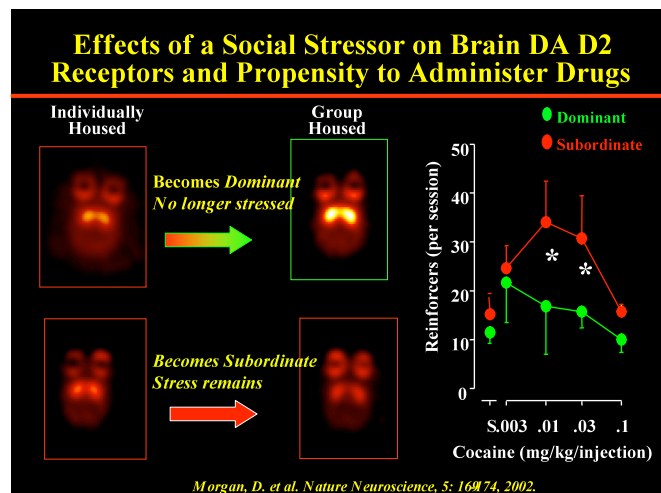 Effects of a Social Stressor on Brain DA D2
Receptors and Propensity to Administer Drugs
Individually
Housed
Group
Housed
Becomes Dominant
No longer stressed
Becomes Subordinate
Stress remains
Dominant
Subordinate
Reinforcers (per session)
50
40
30
20
10
0
S.003 .01 .03 .1
Cocaine (mg/kg/injection)
*
*
Morgan, D. et al. Nature Neuroscience, 5: 169174, 2002.